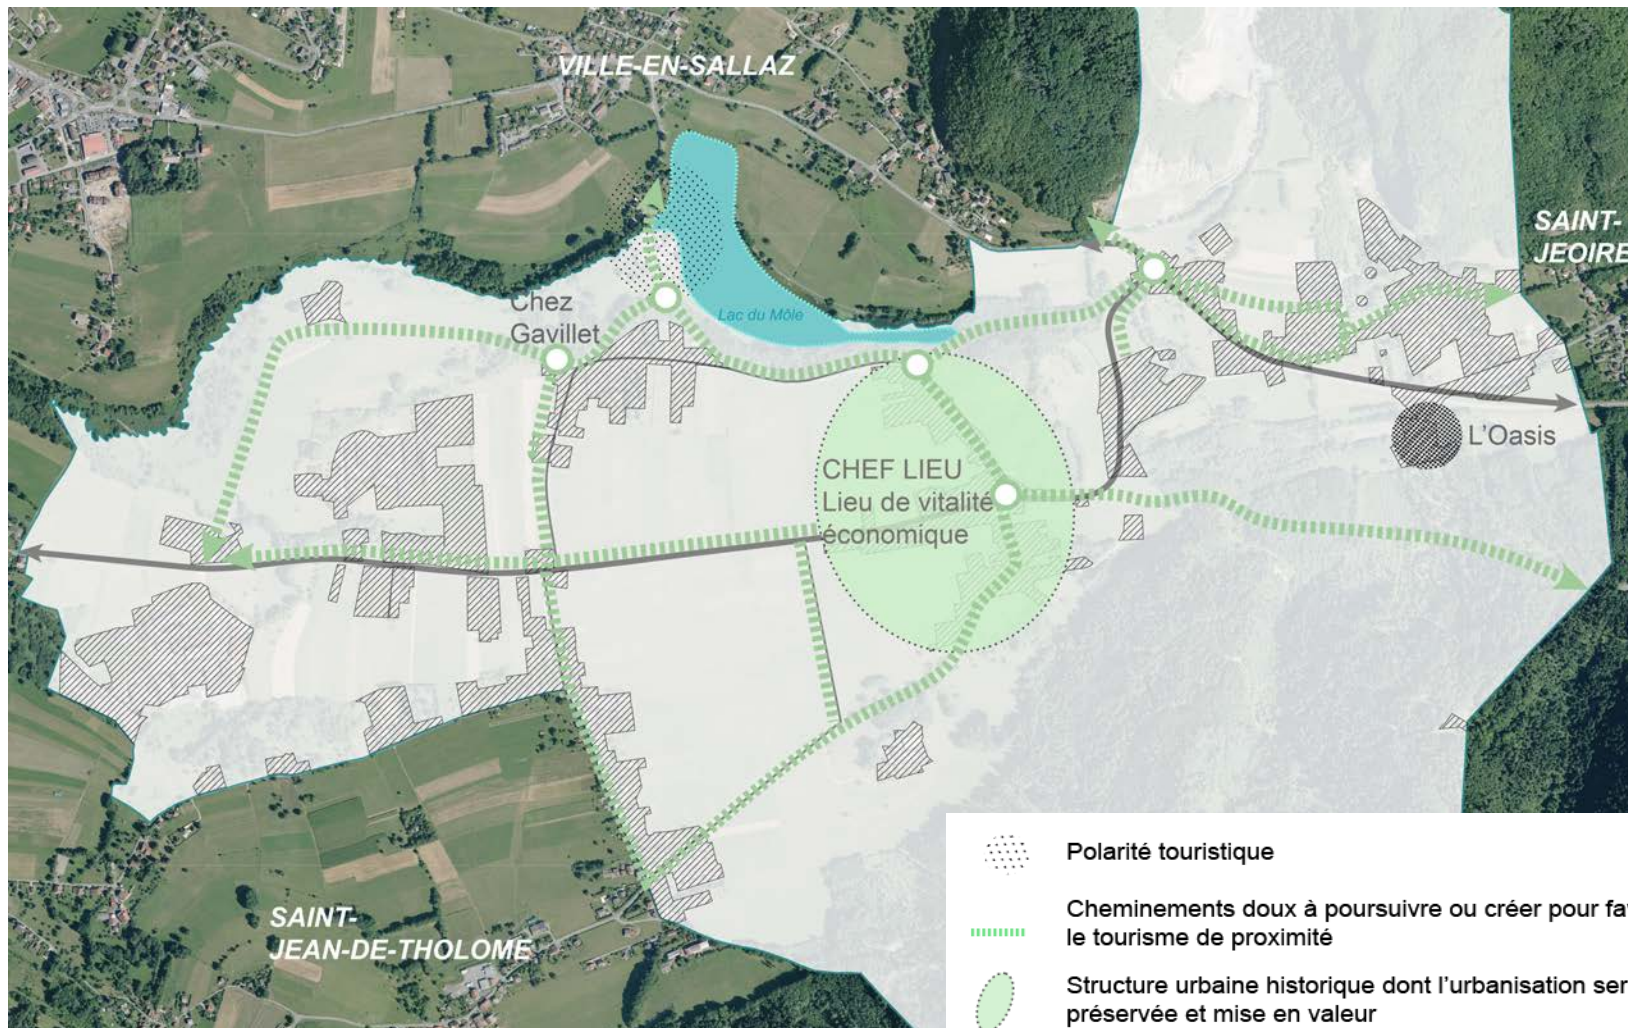 VILLE-EN-SALLAZ
SAINT-
JEOIRE
Chez
Gavillet
Lac du Môle
L'Oasis
CHEF LIEU
Lieu de vitalité
économique
SAINT-
JEAN-DE-THOLOME
Polarité touristique
Cheminements doux à poursuivre ou créer pour fa
le tourisme de proximité
Structure urbaine historique dont l'urbanisation ser
préservée et mise en valeur